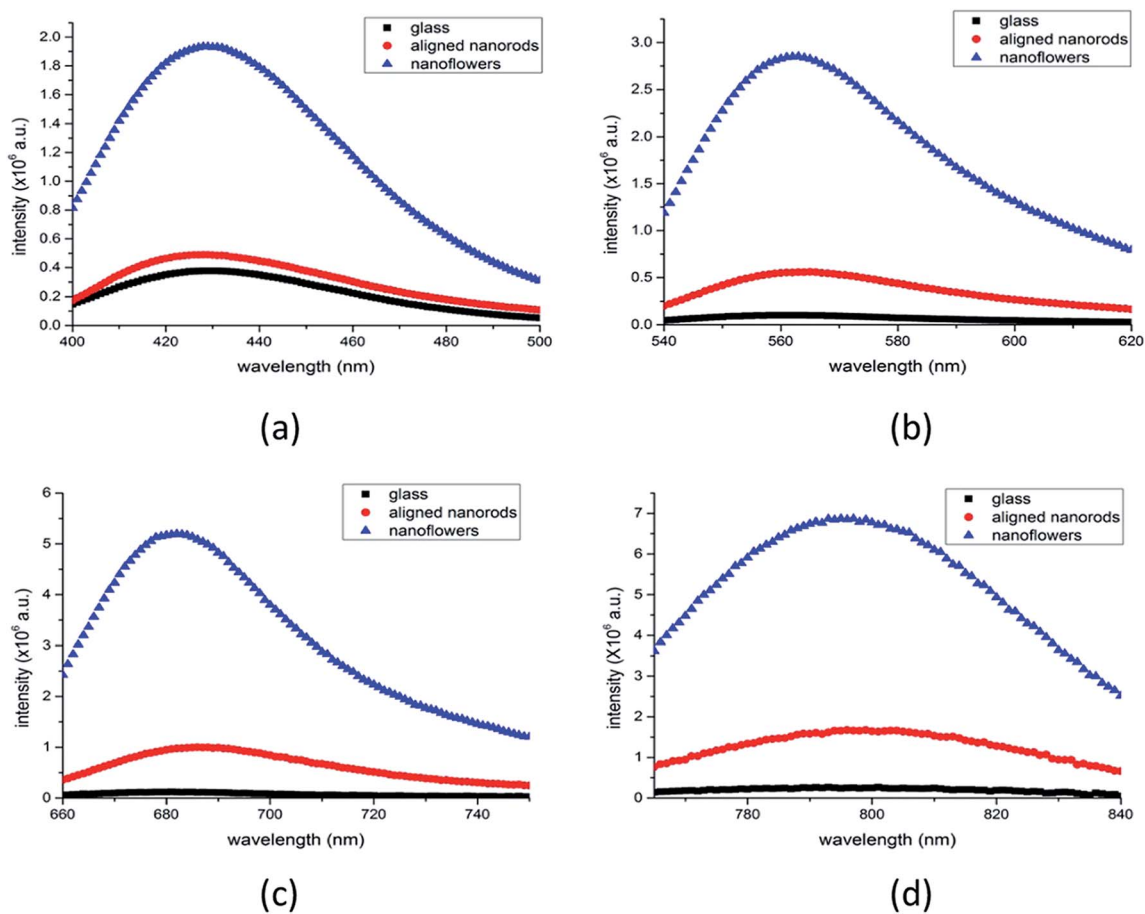 glass
aligned nanorods
nanoflowers
2.0
1.8
1.6
1.4
1.2
1.0
0.8
0.6
0.4
0.2
0.0
intensity (x10⁶ a.u.)
400 420 440 460 480 500
wavelength (nm)
(a)
glass
aligned nanorods
nanoflowers
3.0
2.5
2.0
1.5
1.0
0.5
0.0
intensity (x10⁶ a.u.)
540 560 580 600 620
wavelength (nm)
(b)
glass
aligned nanorods
nanoflowers
6
5
4
3
2
1
0
intensity (x10⁶ a.u.)
660 680 700 720 740
wavelength (nm)
(c)
glass
aligned nanorods
nanoflowers
7
6
5
4
3
2
1
0
intensity (X10⁶ a.u.)
780 800 820 840
wavelength (nm)
(d)